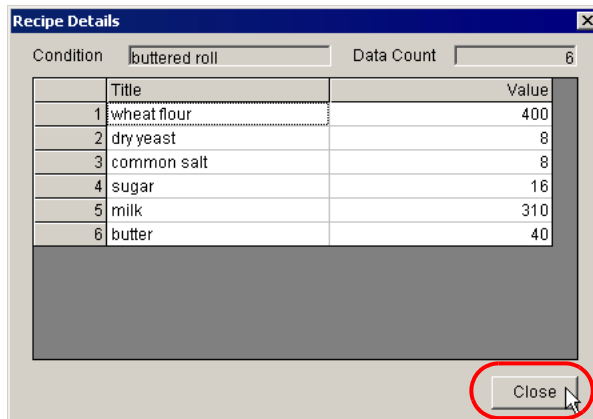 Recipe Details
Condition buttered roll Data Count 6
Title Value
1 wheat flour 400
2 dry yeast 8
3 common salt 8
4 sugar 16
5 milk 310
6 butter 40
Close